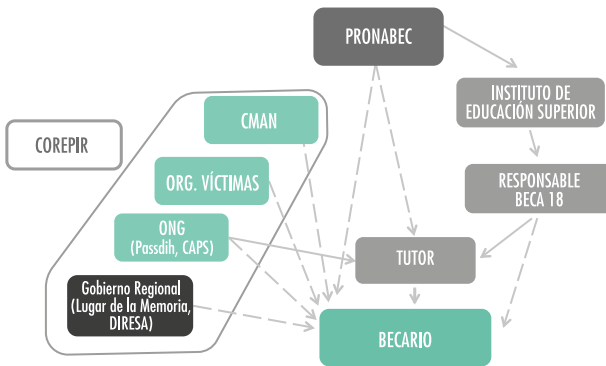 PRONABEC
INSTITUTO DE
EDUCACIÓN SUPERIOR
CMAN
COREPIR
ORG. VÍCTIMAS
RESPONSABLE
BECA 18
ONG
(Passdih, CAPS)
TUTOR
Gobierno Regional
(Lugar de la Memoria,
DIRESA)
BECARIO